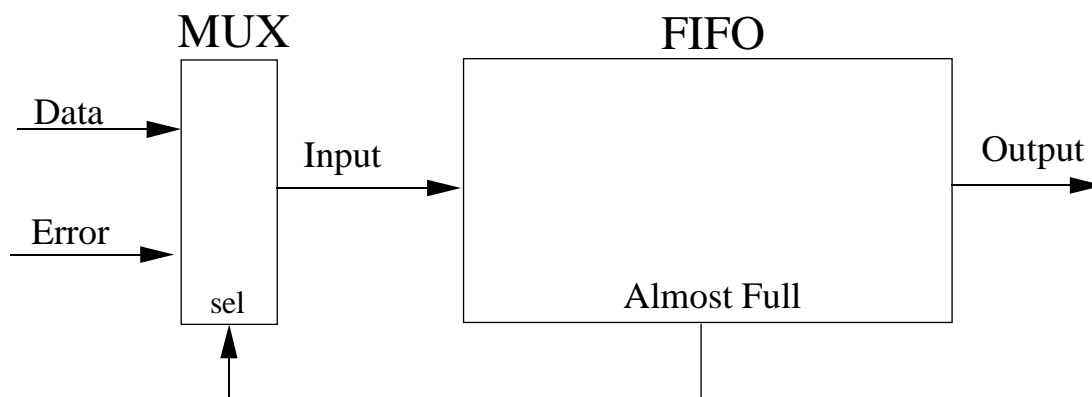 MUX
FIFO
Data
Input
Output
Error
sel
Almost Full